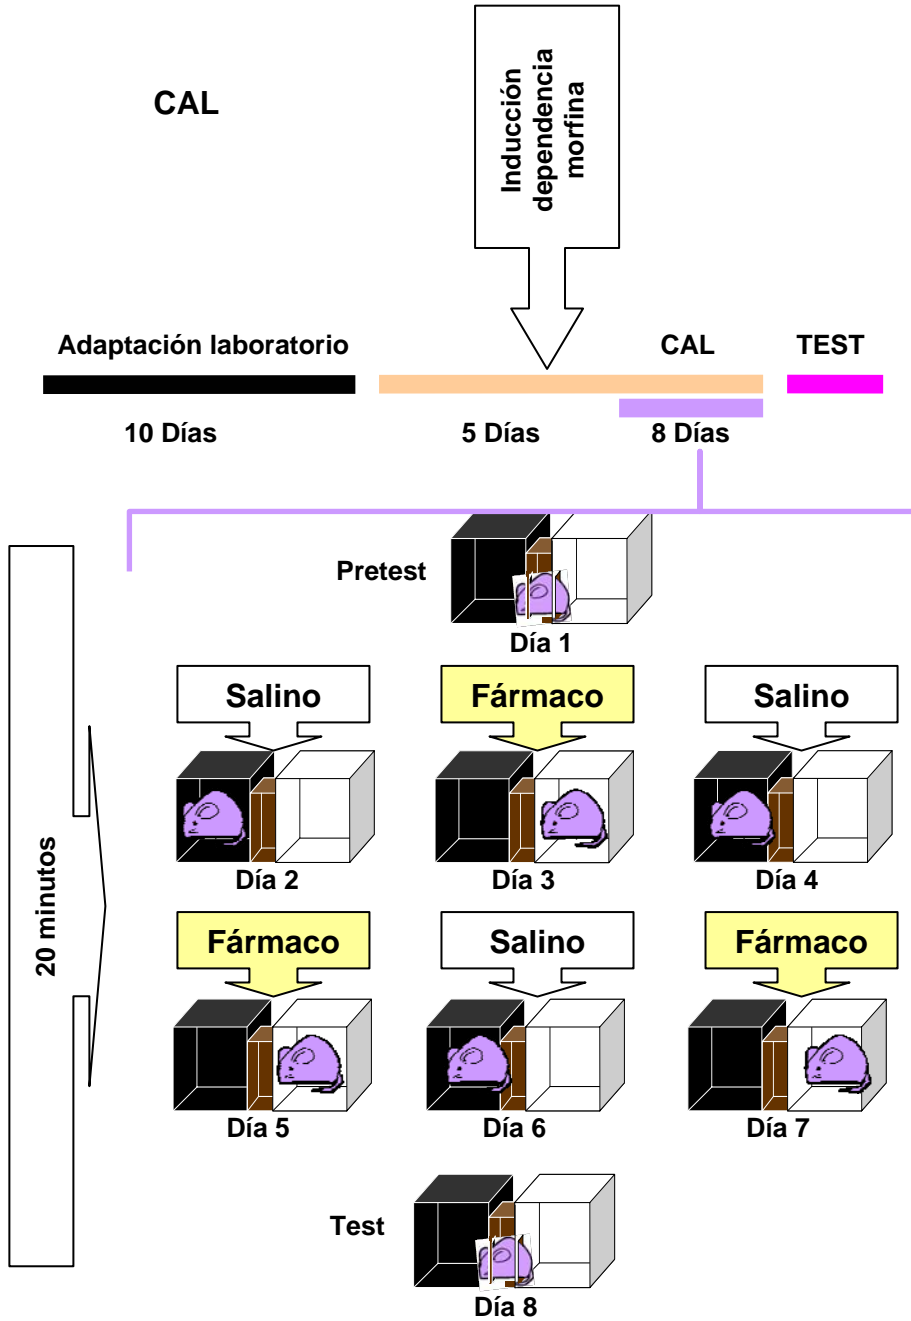 CAL
Inducción
dependencia
morfina
Adaptación laboratorio
CAL
TEST
10 Días
5 Días
8 Días
20 minutos
Pretest
Día 1
Salino
Fármaco
Salino
Día 2
Día 3
Día 4
Fármaco
Salino
Fármaco
Día 5
Día 6
Día 7
Test
Día 8